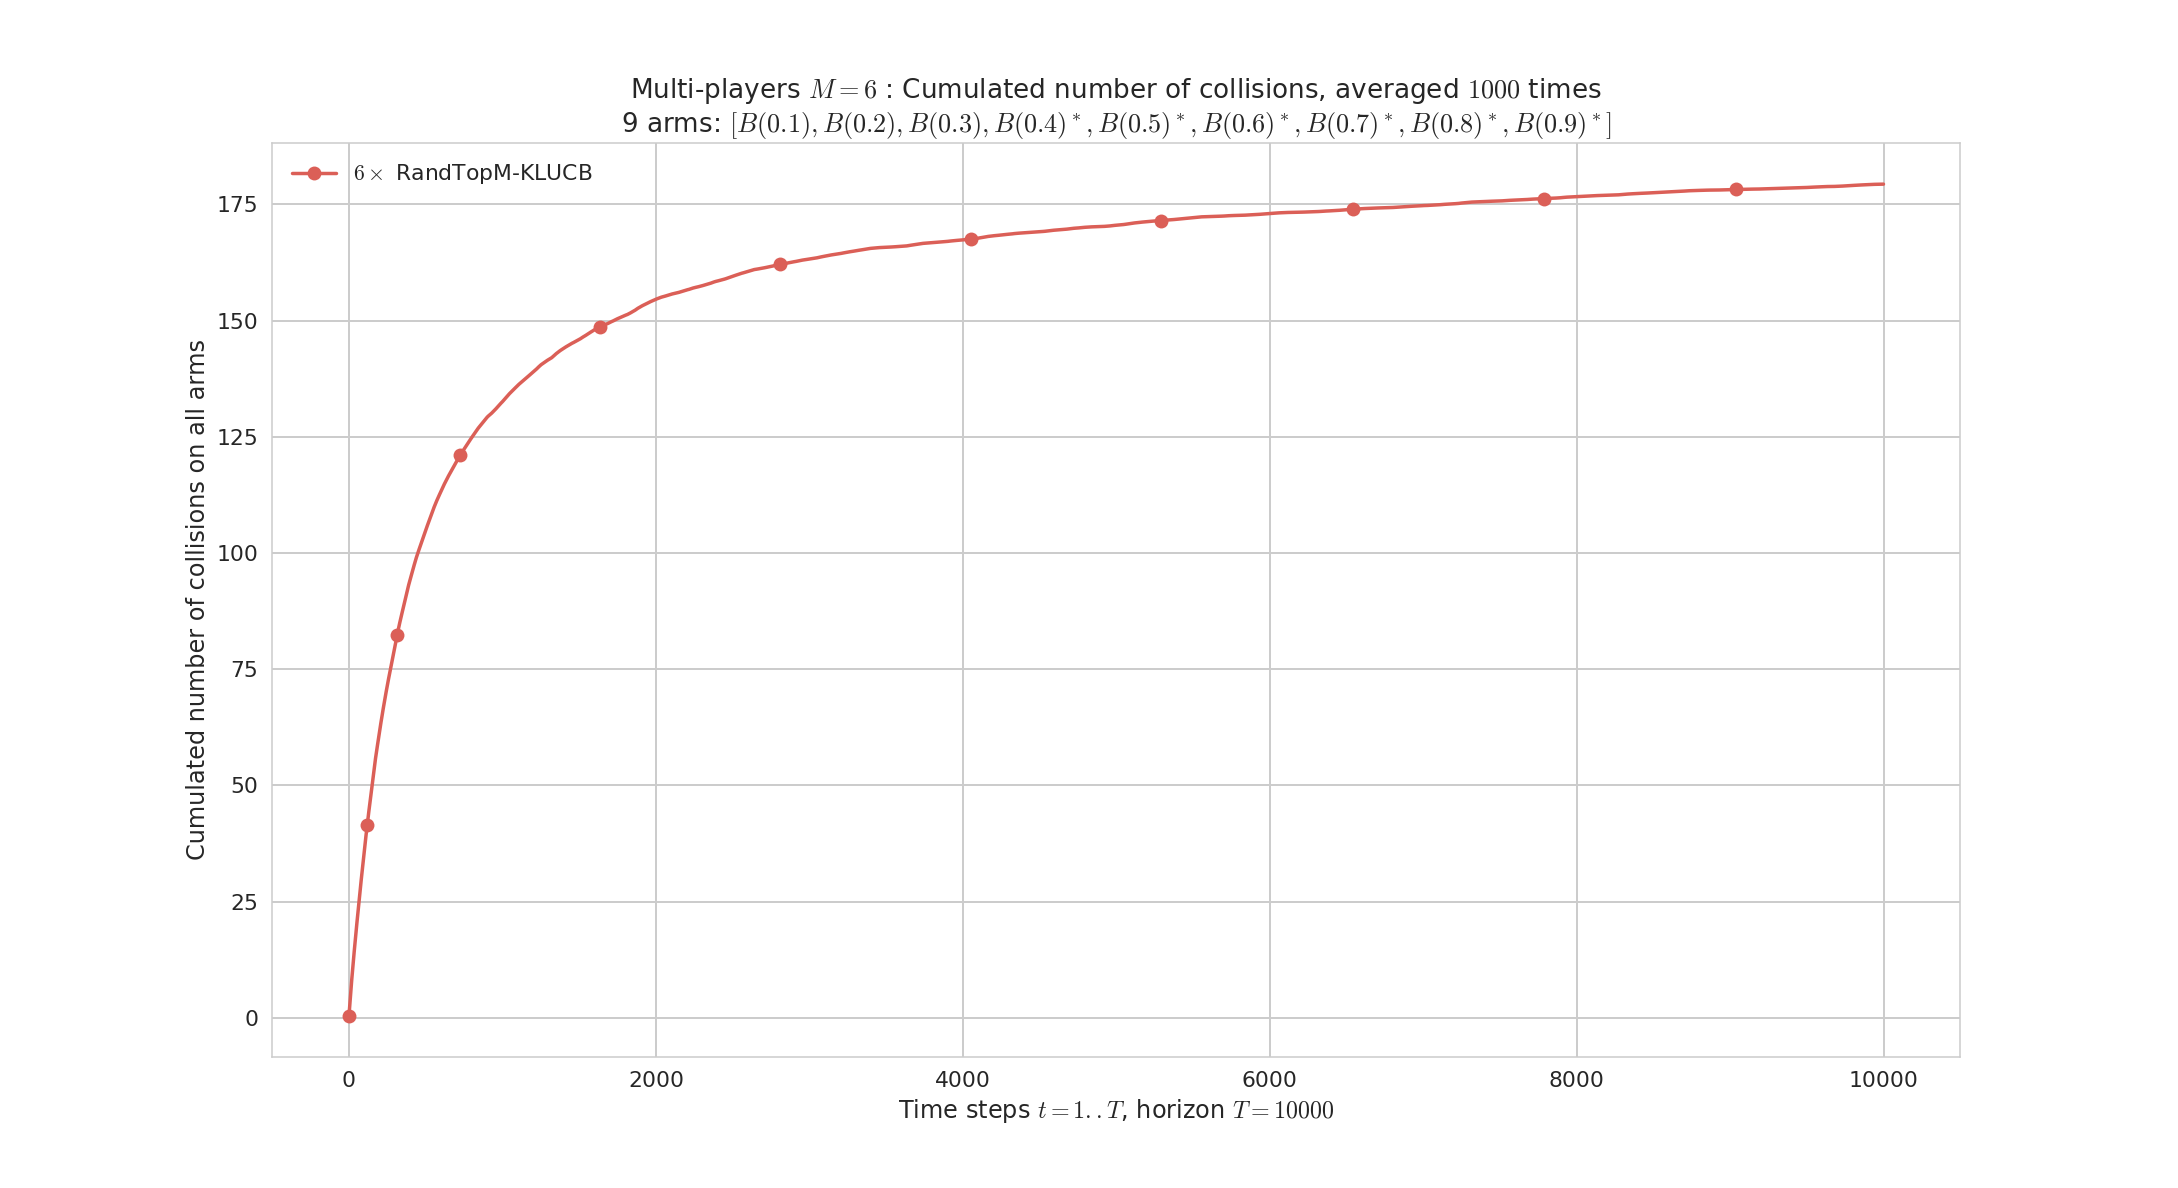 Multi-players M = 6 : Cumulated number of collisions, averaged 1000 times
9 arms: [B(0.1), B(0.2), B(0.3), B(0.4)*, B(0.5)*, B(0.6)*, B(0.7)*, B(0.8)*, B(0.9)*]
6× RandTopM-KLUCB
175
150
125
100
75
50
25
0
Cumulated number of collisions on all arms
0 2000 4000 6000 8000 10000
Time steps t = 1..T, horizon T = 10000